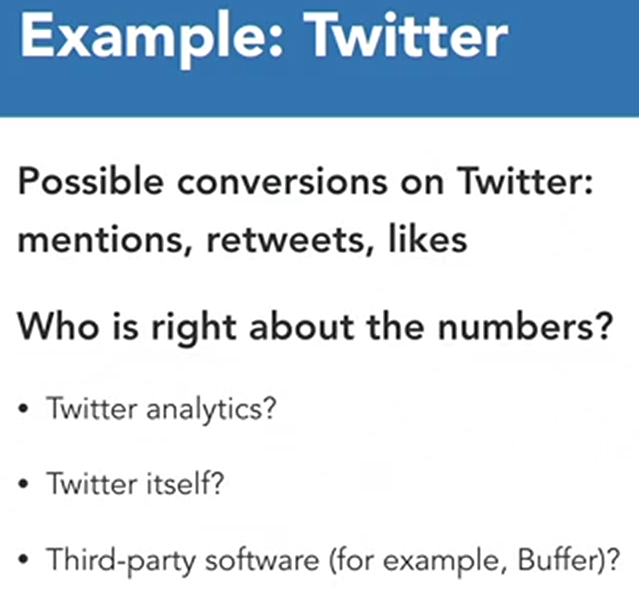 Example: Twitter
Possible conversions on Twitter:
mentions, retweets, likes
Who is right about the numbers?
• Twitter analytics?
• Twitter itself?
• Third-party software (for example, Buffer)?